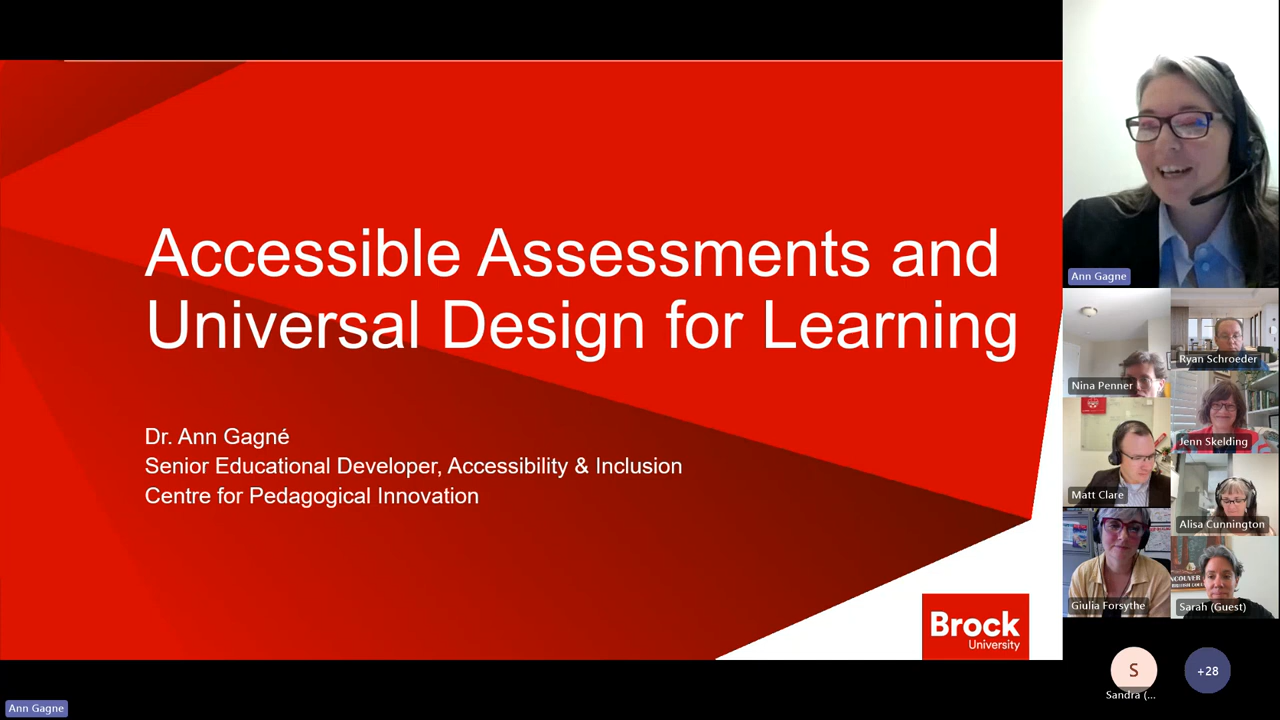 Accessible Assessments and
Universal Design for Learning
Dr. Ann Gagné
Senior Educational Developer, Accessibility & Inclusion
Centre for Pedagogical Innovation
Brock
University
Ann Gagne
Ann Gagne
Nina Penner
Ryan Schroeder
Jenn Skelding
Matt Clare
Alisa Cunnington
Giulia Forsythe
Sarah (Guest)
S
Sandra (...
+28